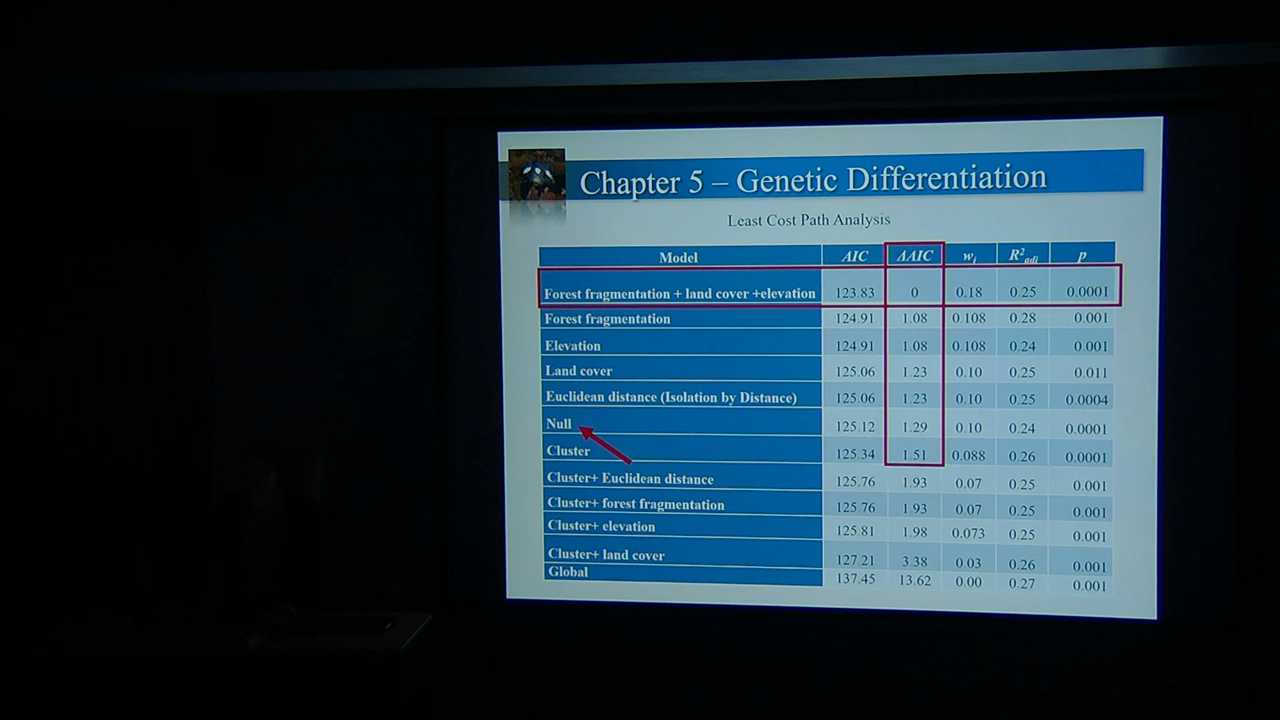 Chapter 5 – Genetic Differentiation
Least Cost Path Analysis
Model AIC ΔAIC wi R²adj p
Forest fragmentation + land cover +elevation 123.83 0 0.18 0.25 0.0001
Forest fragmentation 124.91 1.08 0.108 0.28 0.001
Elevation 124.91 1.08 0.108 0.24 0.001
Land cover 125.06 1.23 0.10 0.25 0.011
Euclidean distance (Isolation by Distance) 125.06 1.23 0.10 0.25 0.0004
Null 125.12 1.29 0.10 0.24 0.0001
Cluster 125.34 1.51 0.088 0.26 0.0001
Cluster+ Euclidean distance 125.76 1.93 0.07 0.25 0.001
Cluster+ forest fragmentation 125.76 1.93 0.07 0.25 0.001
Cluster+ elevation 125.81 1.98 0.073 0.25 0.001
Cluster+ land cover 127.21 3.38 0.03 0.26 0.001
Global 137.45 13.62 0.00 0.27 0.001